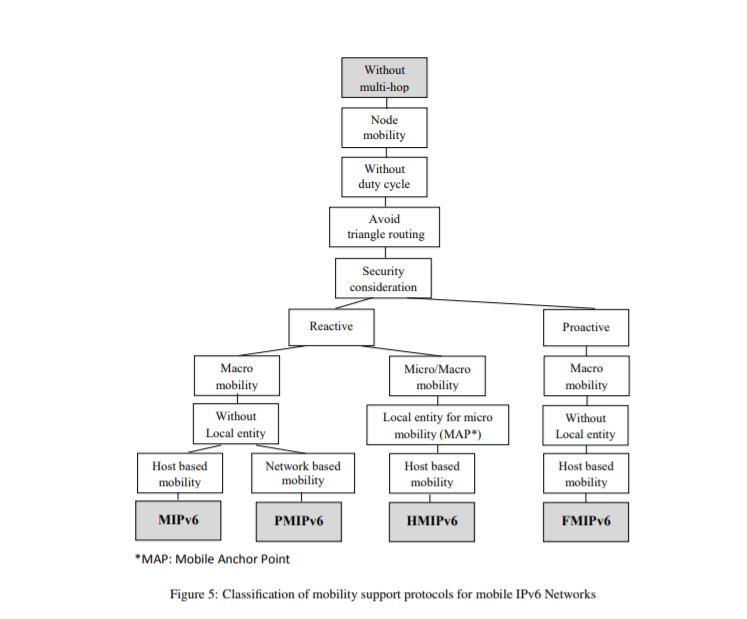 Without
multi-hop
Node
mobility
Without
duty cycle
Avoid
triangle routing
Security
consideration
Reactive
Proactive
Macro
mobility
Micro/Macro
mobility
Macro
mobility
Without
Local entity
Local entity for micro
mobility (MAP*)
Without
Local entity
Host based
mobility
Network based
mobility
Host based
mobility
Host based
mobility
MIPv6
PMIPv6
HMIPv6
FMIPv6
*MAP: Mobile Anchor Point
Figure 5: Classification of mobility support protocols for mobile IPv6 Networks